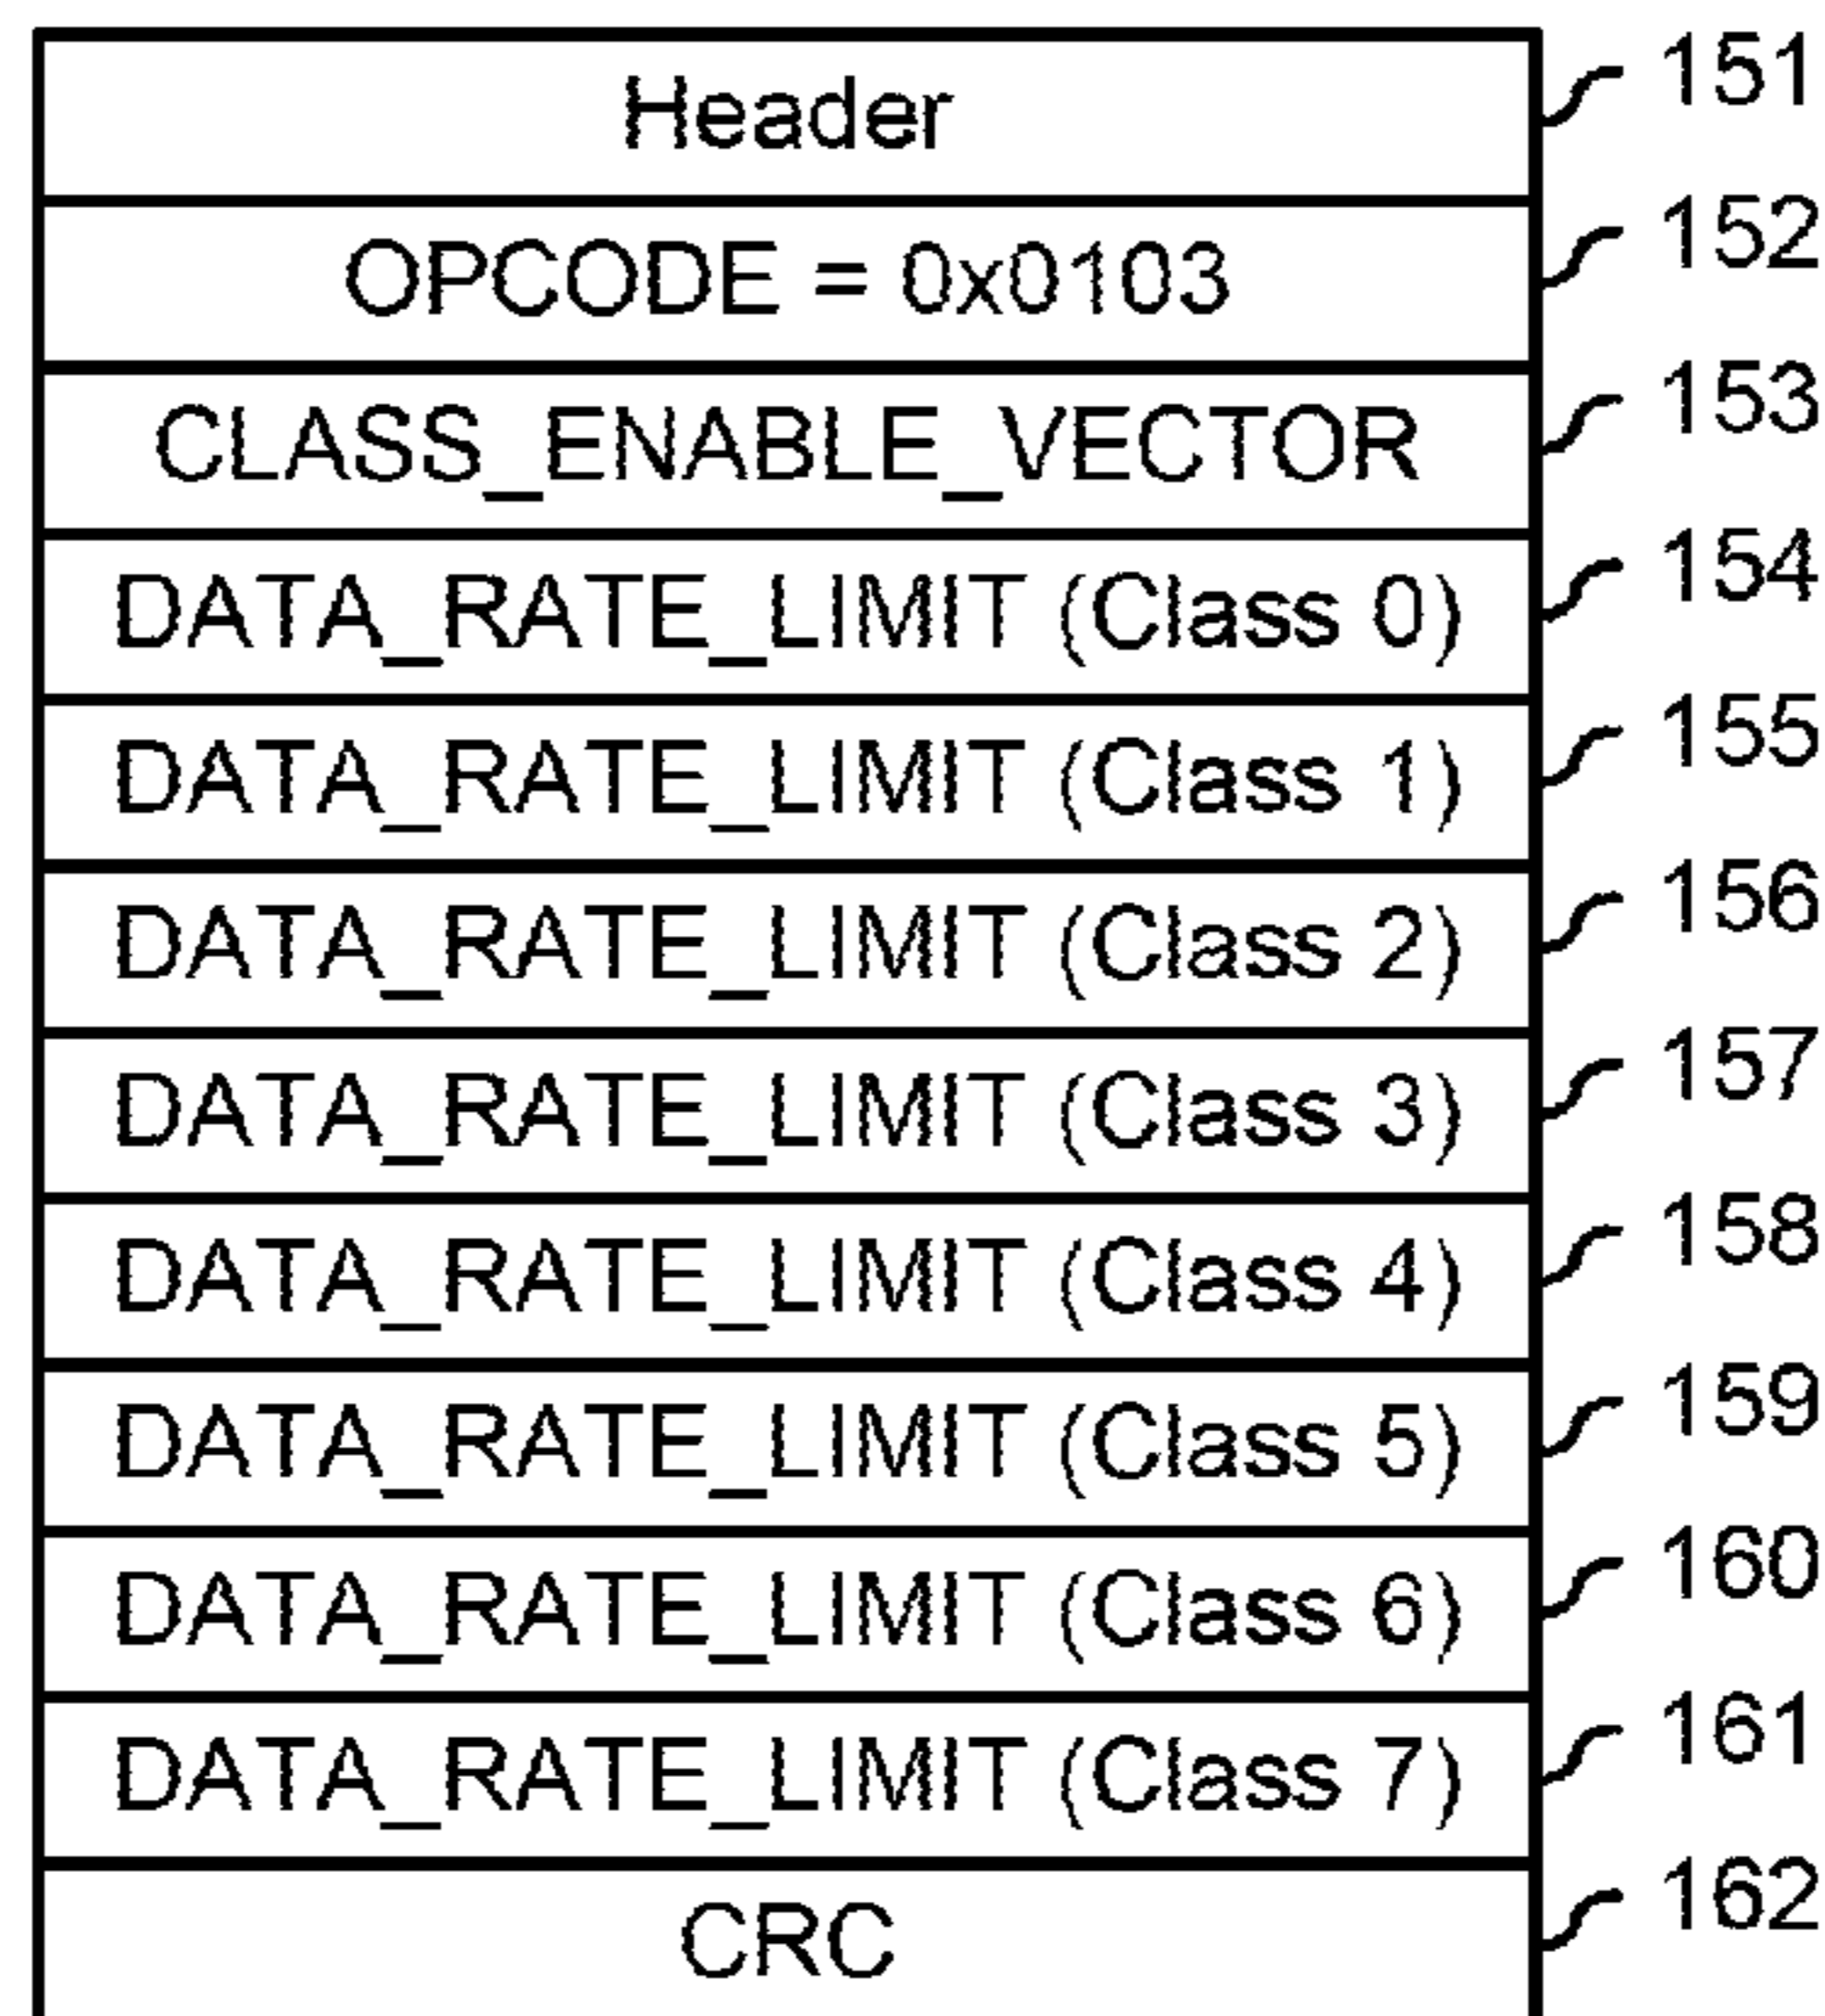 Header 151
OPCODE = 0x0103 152
CLASS_ENABLE_VECTOR 153
DATA_RATE_LIMIT (Class 0) 154
DATA_RATE_LIMIT (Class 1) 155
DATA_RATE_LIMIT (Class 2) 156
DATA_RATE_LIMIT (Class 3) 157
DATA_RATE_LIMIT (Class 4) 158
DATA_RATE_LIMIT (Class 5) 159
DATA_RATE_LIMIT (Class 6) 160
DATA_RATE_LIMIT (Class 7) 161
CRC 162